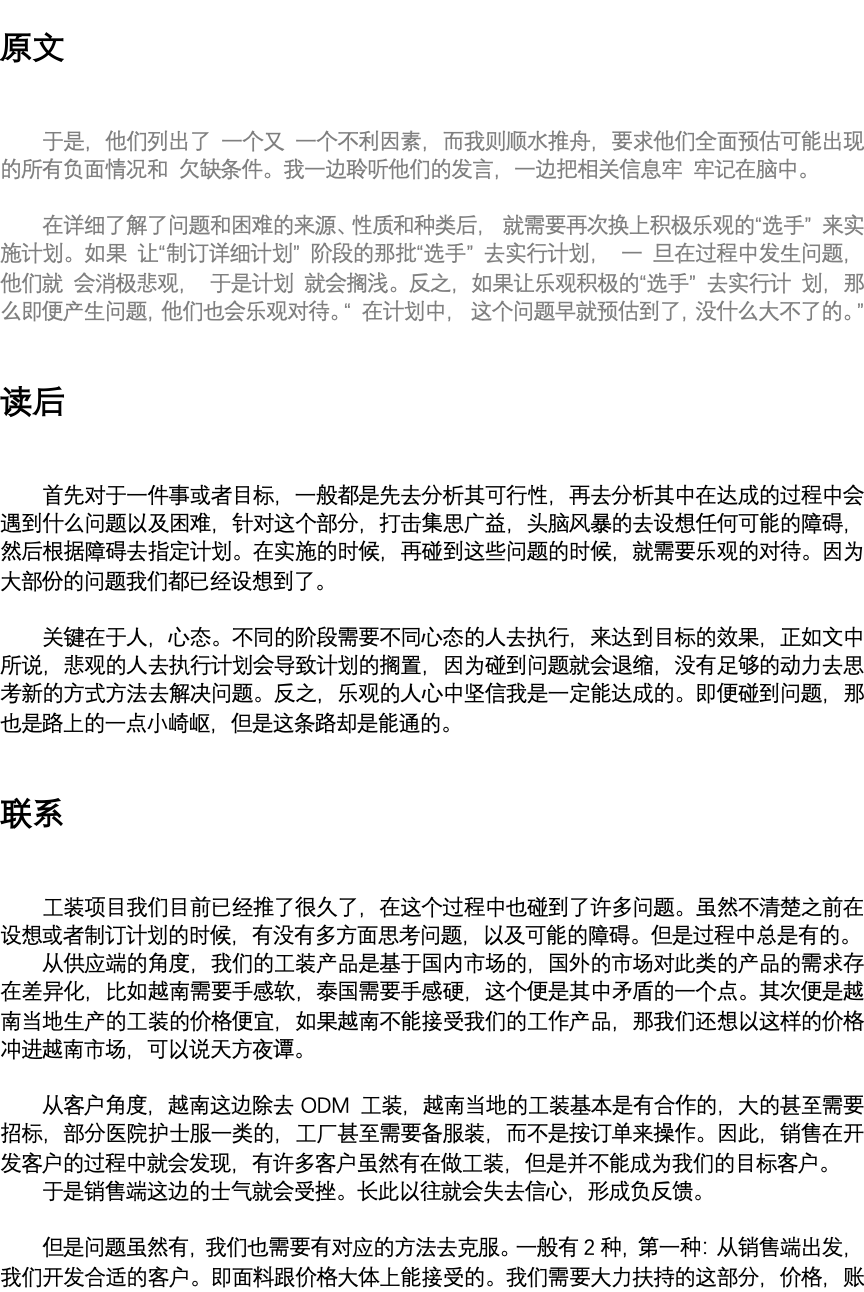 原文
于是，他们列出了 一个又 一个不利因素，而我则顺水推舟，要求他们全面预估可能出现
的所有负面情况和 欠缺条件。我一边聆听他们的发言，一边把相关信息牢 牢记在脑中。
在详细了解了问题和困难的来源、性质和种类后， 就需要再次换上积极乐观的“选手” 来实
施计划。如果 让“制订详细计划” 阶段的那批“选手” 去实行计划， 一 旦在过程中发生问题，
他们就 会消极悲观， 于是计划 就会搁浅。反之，如果让乐观积极的“选手” 去实行计 划，那
么即便产生问题，他们也会乐观对待。“ 在计划中， 这个问题早就预估到了，没什么大不了的。”
读后
首先对于一件事或者目标，一般都是先去分析其可行性，再去分析其中在达成的过程中会
遇到什么问题以及困难，针对这个部分，打击集思广益，头脑风暴的去设想任何可能的障碍，
然后根据障碍去指定计划。在实施的时候，再碰到这些问题的时候，就需要乐观的对待。因为
大部份的问题我们都已经设想到了。
关键在于人，心态。不同的阶段需要不同心态的人去执行，来达到目标的效果，正如文中
所说，悲观的人去执行计划会导致计划的搁置，因为碰到问题就会退缩，没有足够的动力去思
考新的方式方法去解决问题。反之，乐观的人心中坚信我是一定能达成的。即便碰到问题，那
也是路上的一点小崎岖，但是这条路却是能通的。
联系
工装项目我们目前已经推了很久了，在这个过程中也碰到了许多问题。虽然不清楚之前在
设想或者制订计划的时候，有没有多方面思考问题，以及可能的障碍。但是过程中总是有的。
从供应端的角度，我们的工装产品是基于国内市场的，国外的市场对此类的产品的需求存
在差异化，比如越南需要手感软，泰国需要手感硬，这个便是其中矛盾的一个点。其次便是越
南当地生产的工装的价格便宜，如果越南不能接受我们的工作产品，那我们还想以这样的价格
冲进越南市场，可以说天方夜谭。
从客户角度，越南这边除去 ODM 工装，越南当地的工装基本是有合作的，大的甚至需要
招标，部分医院护士服一类的，工厂甚至需要备服装，而不是按订单来操作。因此，销售在开
发客户的过程中就会发现，有许多客户虽然有在做工装，但是并不能成为我们的目标客户。
于是销售端这边的士气就会受挫。长此以往就会失去信心，形成负反馈。
但是问题虽然有，我们也需要有对应的方法去克服。一般有 2 种，第一种：从销售端出发，
我们开发合适的客户。即面料跟价格大体上能接受的。我们需要大力扶持的这部分，价格，账